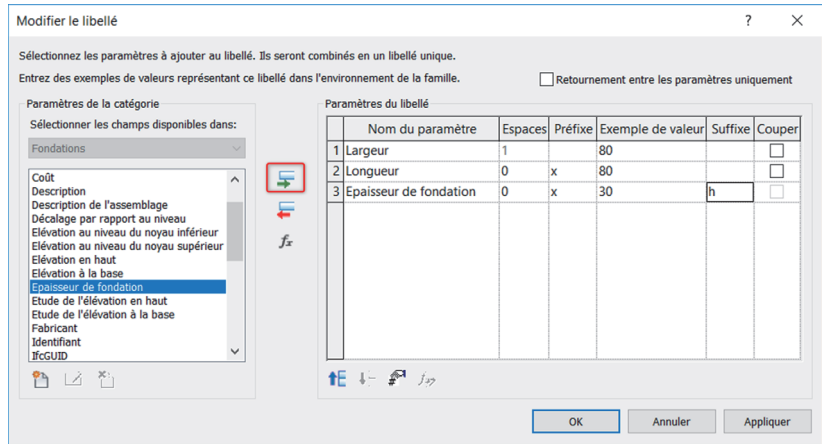 Modifier le libellé
Sélectionnez les paramètres à ajouter au libellé. Ils seront combinés en un libellé unique.
Entrez des exemples de valeurs représentant ce libellé dans l'environnement de la famille.
Retournement entre les paramètres uniquement
Paramètres de la catégorie
Sélectionner les champs disponibles dans:
Fondations
Coût
Description
Description de l'assemblage
Décalage par rapport au niveau
Elévation au niveau du noyau inférieur
Elévation au niveau du noyau supérieur
Elévation en haut
Elévation à la base
Epaisseur de fondation
Etude de l'élévation en haut
Etude de l'élévation à la base
Fabricant
Identifiant
IfcGUID
fx
Paramètres du libellé
Nom du paramètre Espaces Préfixe Exemple de valeur Suffixe Couper
1 Largeur 1 80
2 Longueur 0 x 80
3 Epaisseur de fondation 0 x 30 h
OK Annuler Appliquer